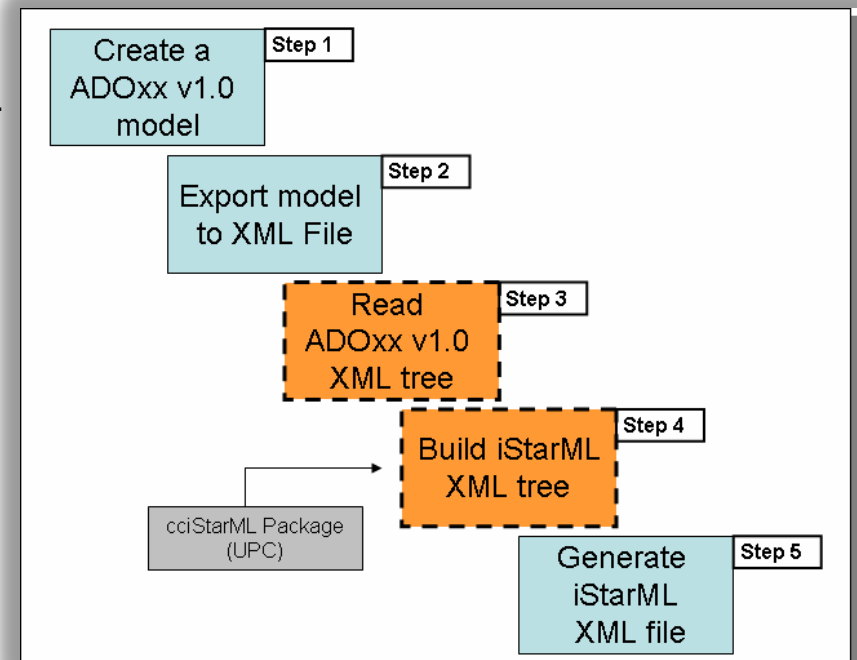 Create a
ADOxx v1.0
model
Step 1
Export model
to XML File
Step 2
Read
ADOxx v1.0
XML tree
Step 3
Build iStarML
XML tree
Step 4
cciStarML Package
(UPC)
Generate
iStarML
XML file
Step 5